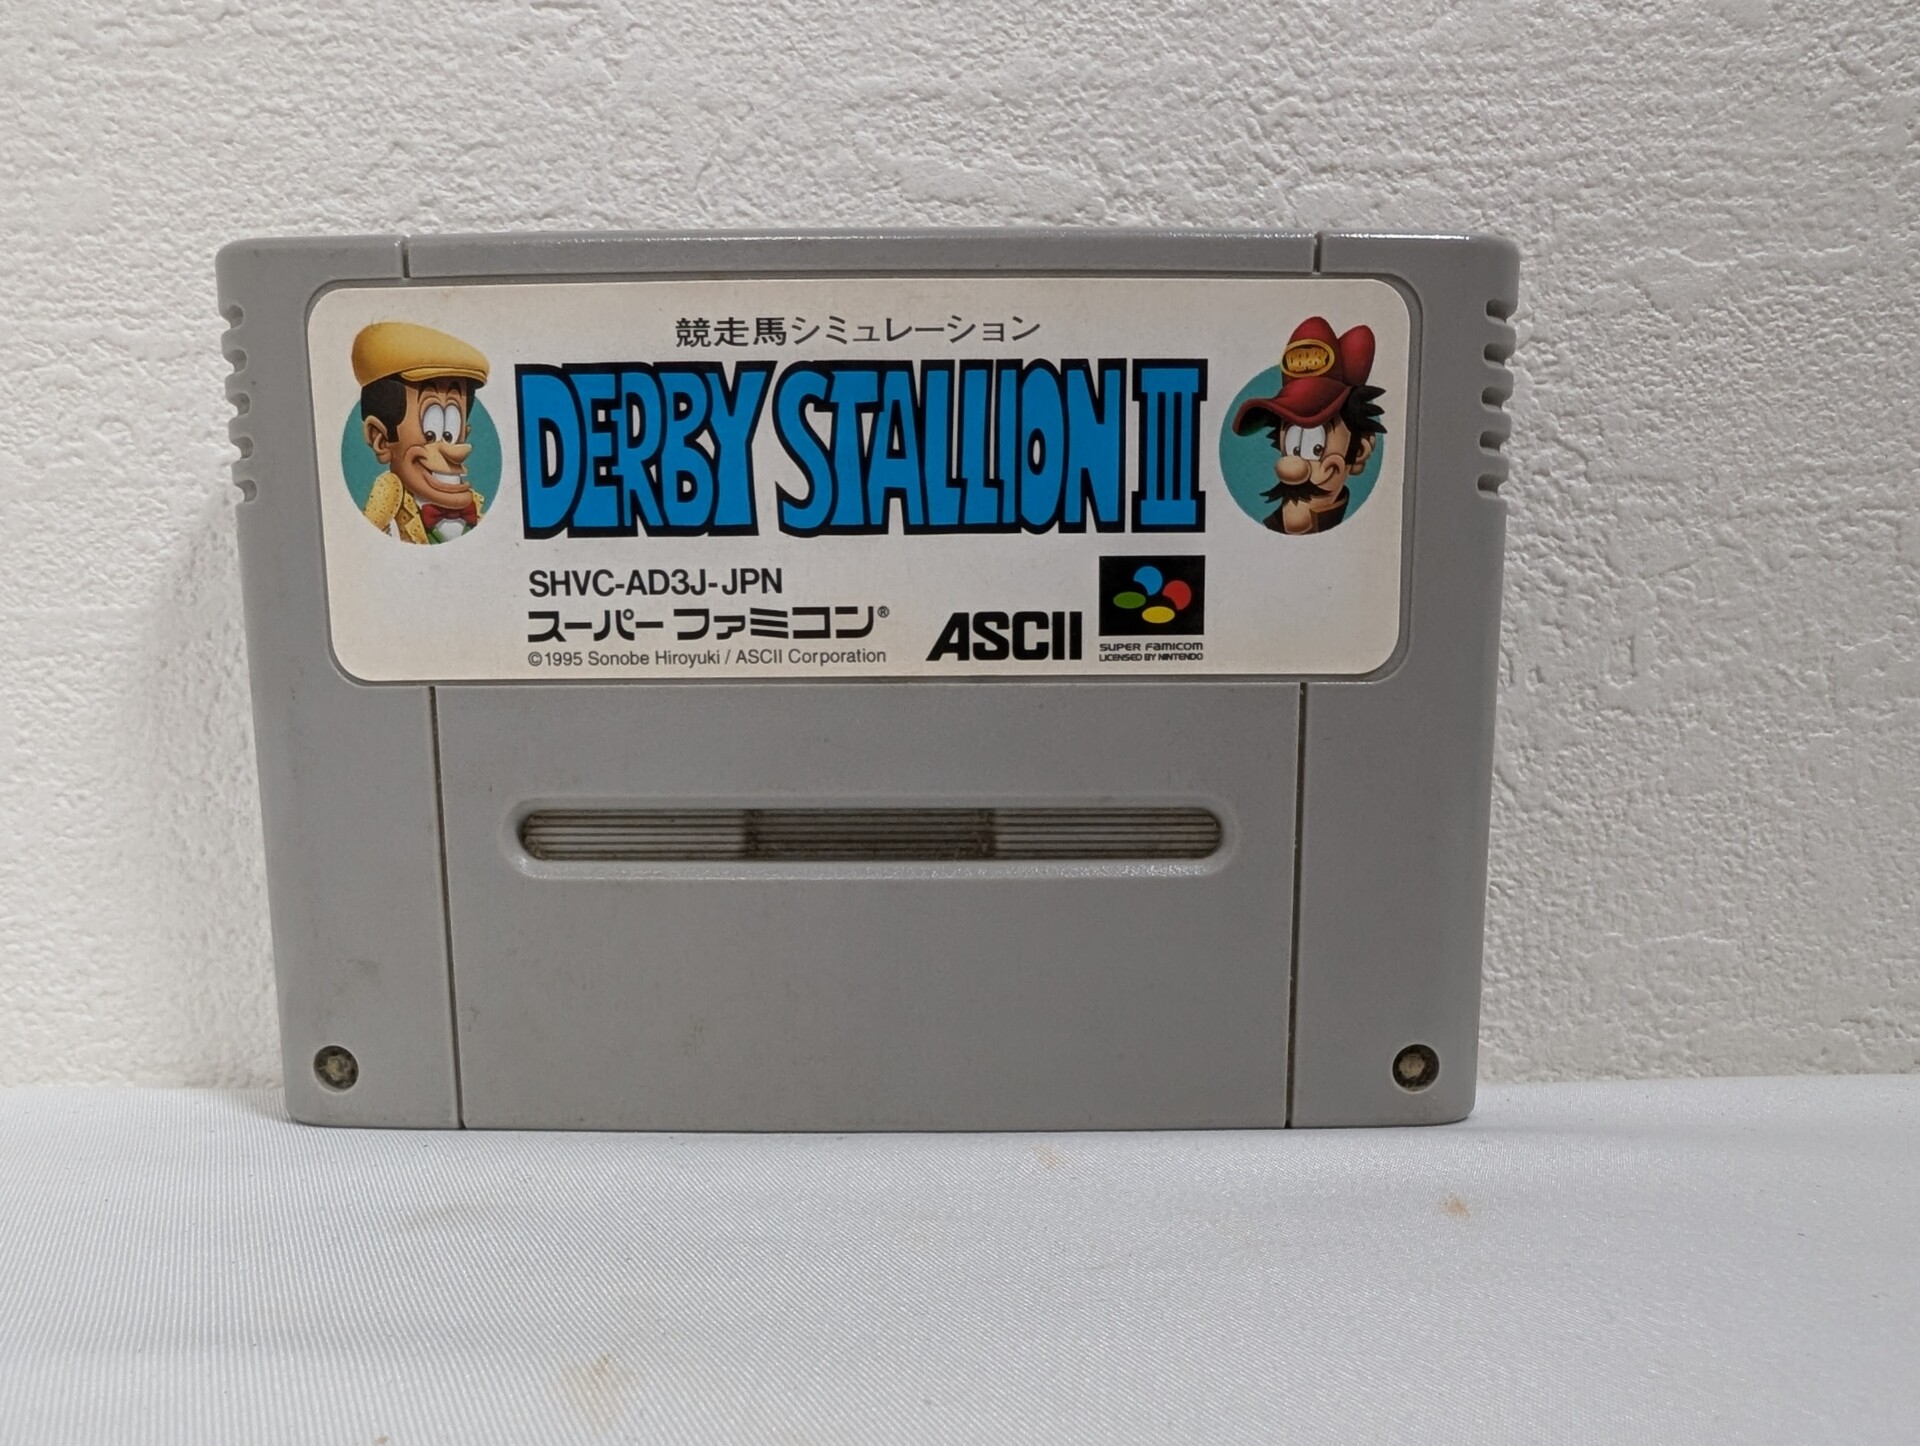 競走馬シミュレーション
DERBY STALLION III
DERBY
SHVC-AD3J-JPN
スーパーファミコン®
©1995 Sonobe Hiroyuki / ASCII Corporation
ASCII
SUPER FAMICOM
LICENSED BY NINTENDO